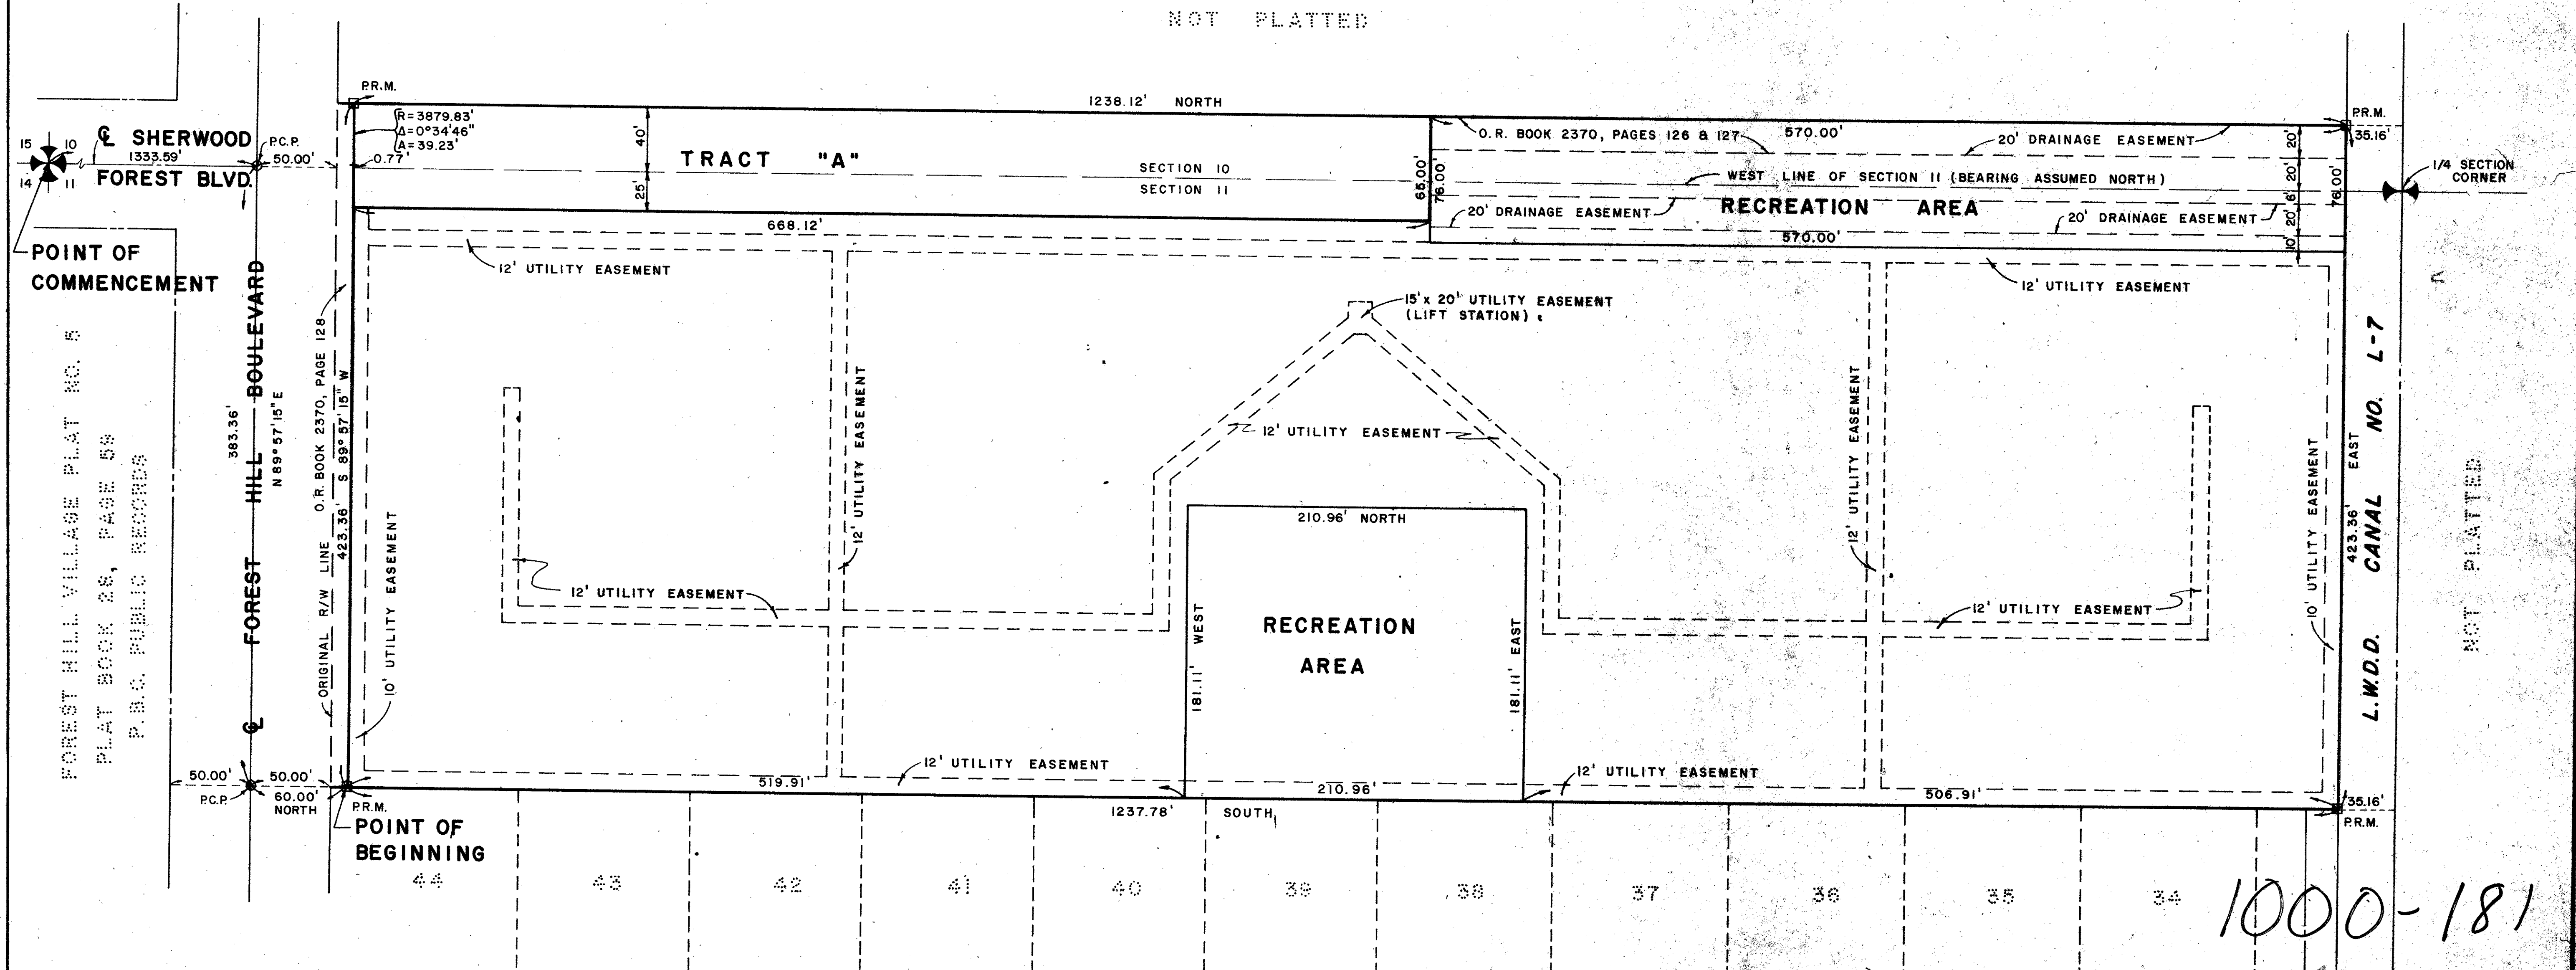 NOT PLATTED
P.R.M.
1238.12' NORTH
R=3879.83'
Δ=0°34'46"
A=39.23'
40'
0.77'
25'
TRACT "A"
SECTION 10
SECTION 11
65.00'
76.00'
O.R. BOOK 2370, PAGES 126 & 127
570.00'
20' DRAINAGE EASEMENT
20'
P.R.M.
35.16'
WEST LINE OF SECTION 11 (BEARING ASSUMED NORTH)
20'
76.00'
1/4 SECTION
CORNER
20' DRAINAGE EASEMENT
RECREATION AREA
6'
20' DRAINAGE EASEMENT
20'
570.00'
10'
℄ SHERWOOD
FOREST BLVD.
15 10
14 11
1333.59'
P.C.P.
50.00'
POINT OF
COMMENCEMENT
668.12'
12' UTILITY EASEMENT
15' x 20' UTILITY EASEMENT
(LIFT STATION)
12' UTILITY EASEMENT
FOREST HILL VILLAGE PLAT NO. 5
PLAT BOOK 28, PAGE 59
P.B.C. PUBLIC RECORDS
383.36'
℄ FOREST HILL BOULEVARD
N 89°57'15" E
ORIGINAL R/W LINE
O.R. BOOK 2370, PAGE 128
423.36' S 89°57'15" W
10' UTILITY EASEMENT
12' UTILITY EASEMENT
12' UTILITY EASEMENT
12' UTILITY EASEMENT
210.96' NORTH
181.11' WEST
RECREATION
AREA
181.11' EAST
12' UTILITY EASEMENT
12' UTILITY EASEMENT
10' UTILITY EASEMENT
423.36' EAST
L.W.D.D. CANAL NO. L-7
NOT PLATTED
50.00'
50.00'
P.C.P.
60.00'
NORTH
P.R.M.
POINT OF
BEGINNING
519.91'
12' UTILITY EASEMENT
210.96'
12' UTILITY EASEMENT
506.91'
35.16'
P.R.M.
1237.78' SOUTH
44 43 42 41 40 39 38 37 36 35 34
1000-181